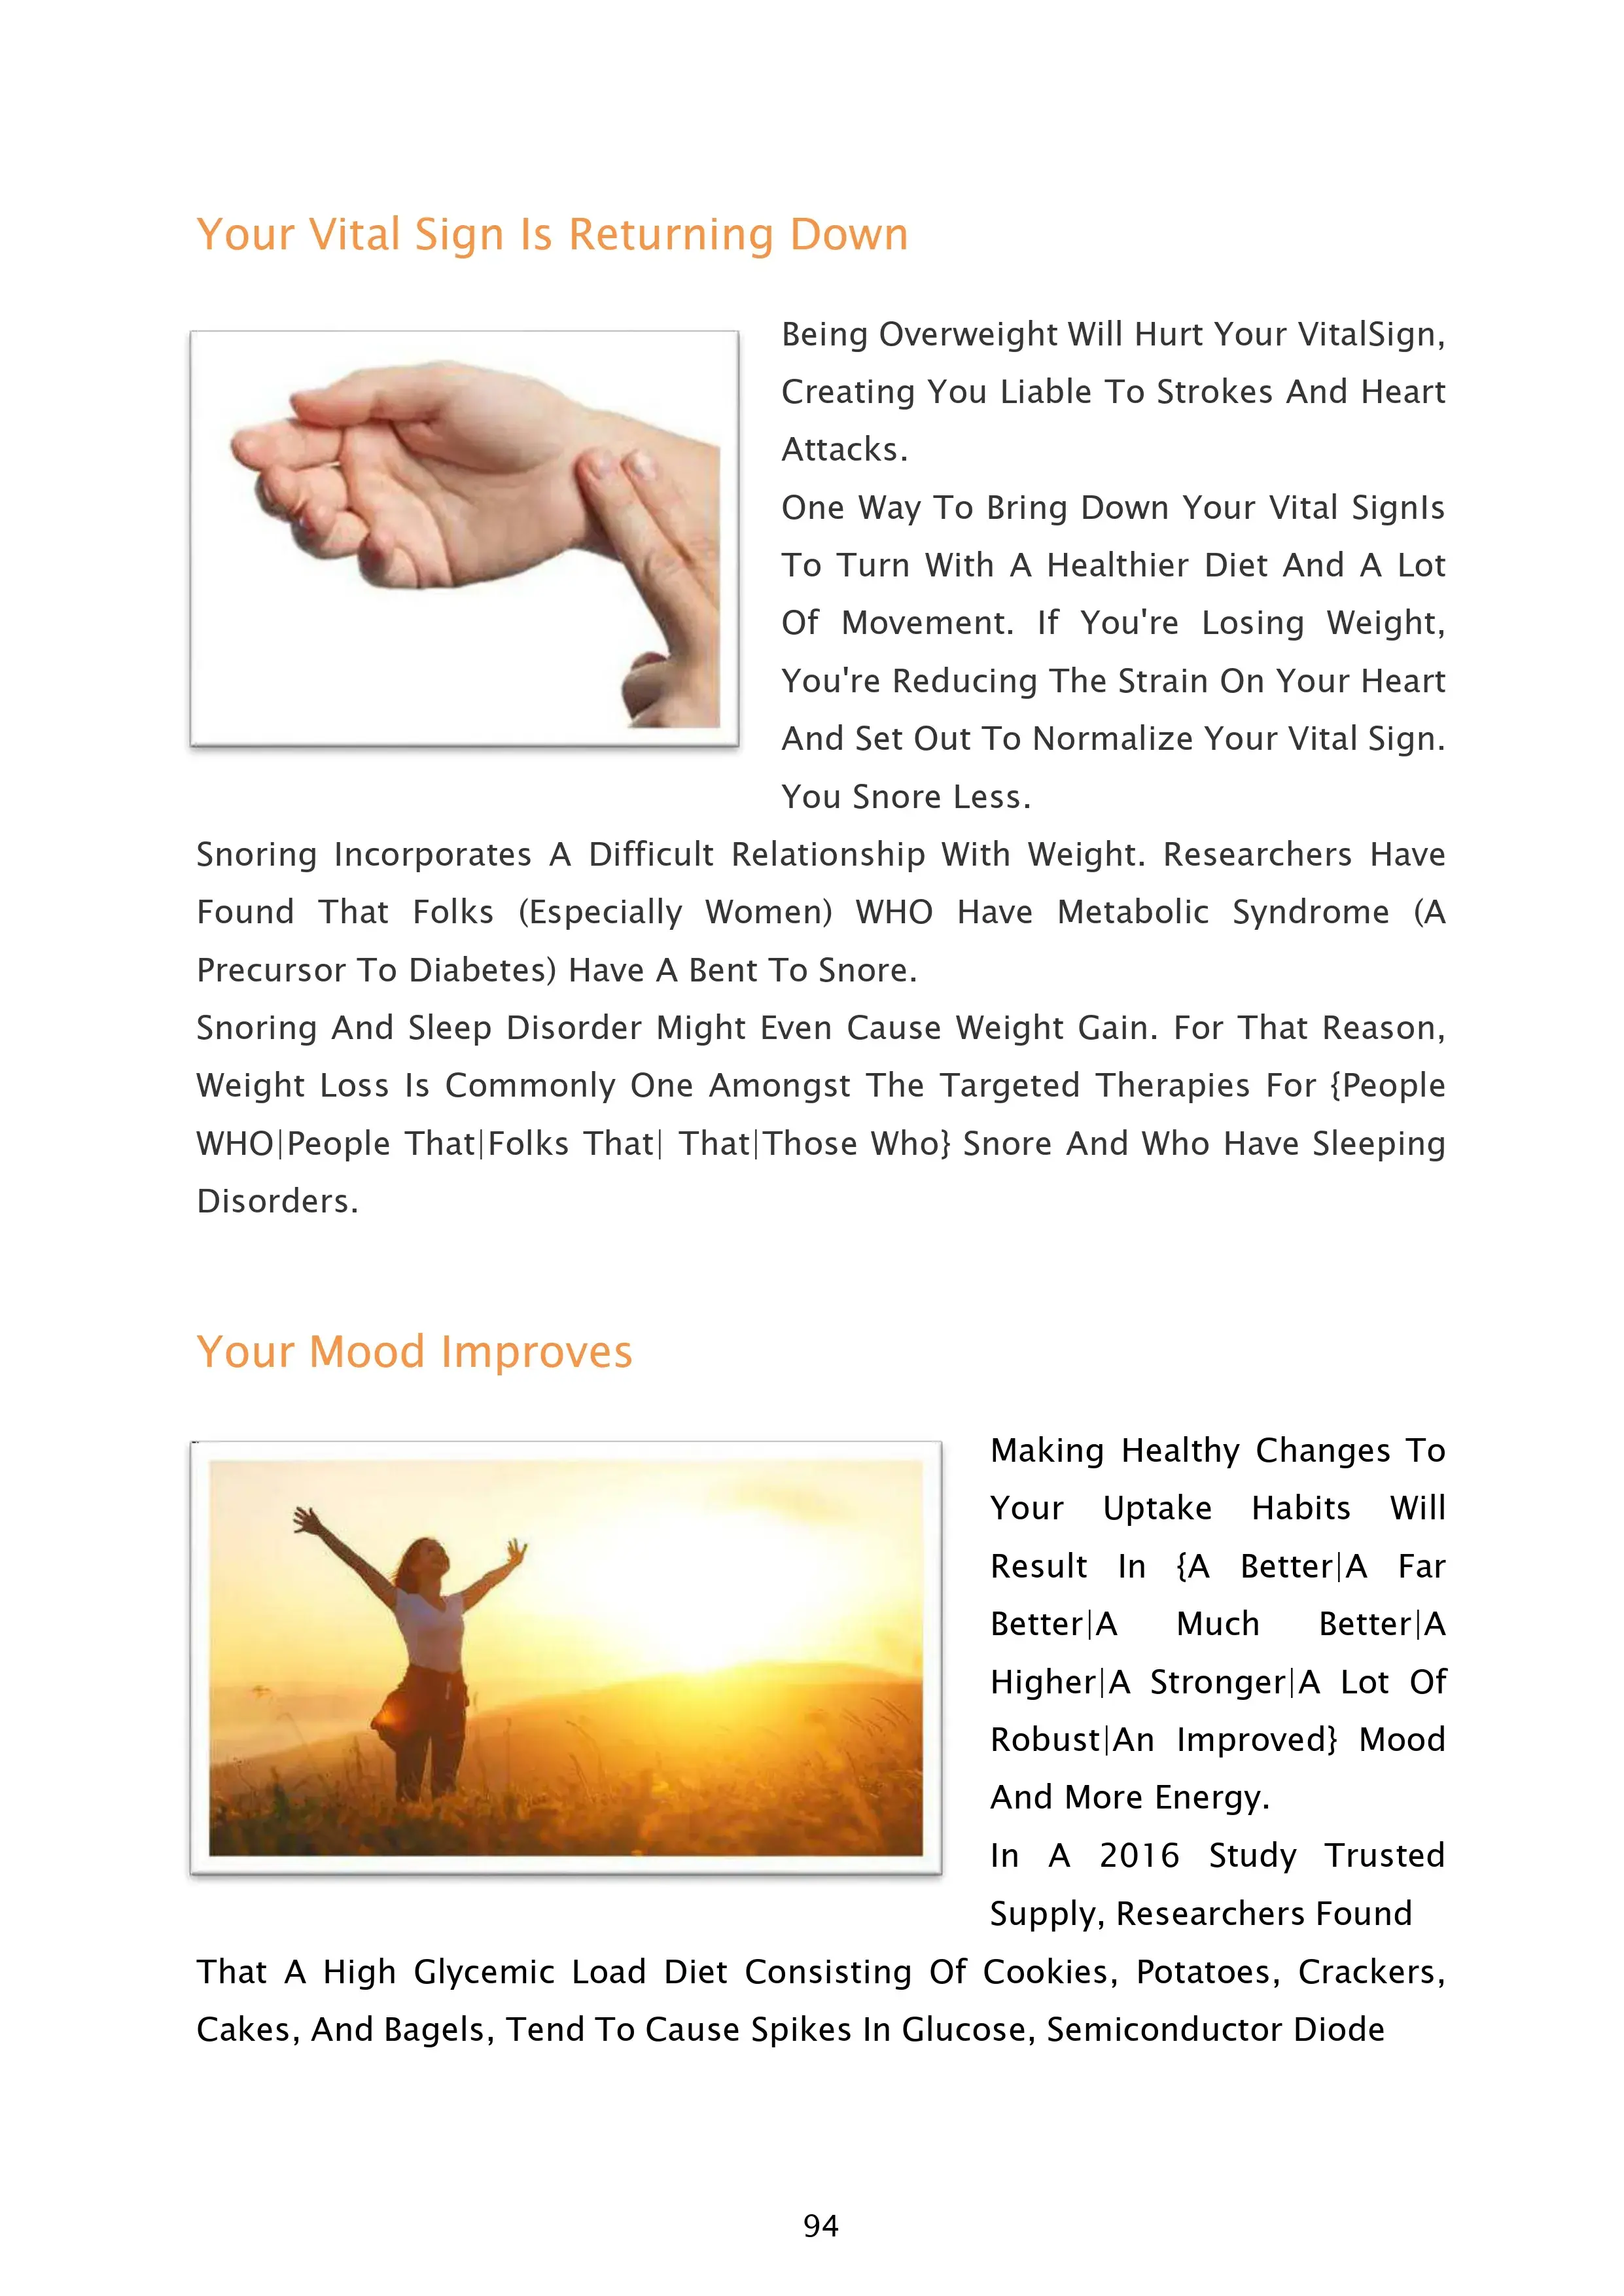 Your Vital Sign Is Returning Down
Being Overweight Will Hurt Your VitalSign,
Creating You Liable To Strokes And Heart
Attacks.
One Way To Bring Down Your Vital SignIs
To Turn With A Healthier Diet And A Lot
Of Movement. If You're Losing Weight,
You're Reducing The Strain On Your Heart
And Set Out To Normalize Your Vital Sign.
You Snore Less.
Snoring Incorporates A Difficult Relationship With Weight. Researchers Have
Found That Folks (Especially Women) WHO Have Metabolic Syndrome (A
Precursor To Diabetes) Have A Bent To Snore.
Snoring And Sleep Disorder Might Even Cause Weight Gain. For That Reason,
Weight Loss Is Commonly One Amongst The Targeted Therapies For {People
WHO|People That|Folks That| That|Those Who} Snore And Who Have Sleeping
Disorders.
Your Mood Improves
Making Healthy Changes To
Your Uptake Habits Will
Result In {A Better|A Far
Better|A Much Better|A
Higher|A Stronger|A Lot Of
Robust|An Improved} Mood
And More Energy.
In A 2016 Study Trusted
Supply, Researchers Found
That A High Glycemic Load Diet Consisting Of Cookies, Potatoes, Crackers,
Cakes, And Bagels, Tend To Cause Spikes In Glucose, Semiconductor Diode
94